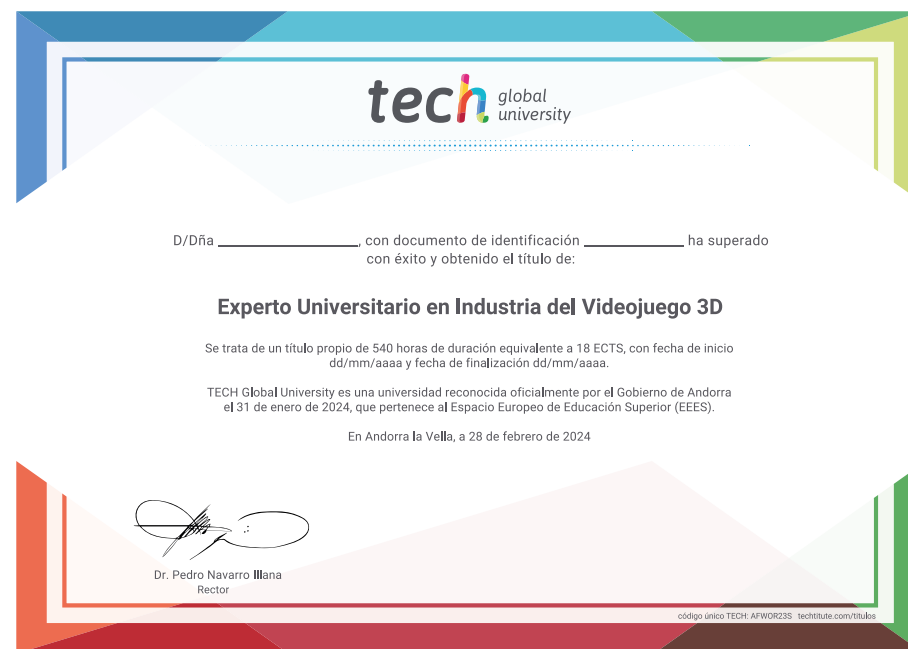 tech global university
D/Dña ______________, con documento de identificación __________ ha superado
con éxito y obtenido el título de:
Experto Universitario en Industria del Videojuego 3D
Se trata de un título propio de 540 horas de duración equivalente a 18 ECTS, con fecha de inicio
dd/mm/aaaa y fecha de finalización dd/mm/aaaa.
TECH Global University es una universidad reconocida oficialmente por el Gobierno de Andorra
el 31 de enero de 2024, que pertenece al Espacio Europeo de Educación Superior (EEES).
En Andorra la Vella, a 28 de febrero de 2024
Dr. Pedro Navarro Illana
Rector
código único TECH: AFWOR23S techtitute.com/titulos